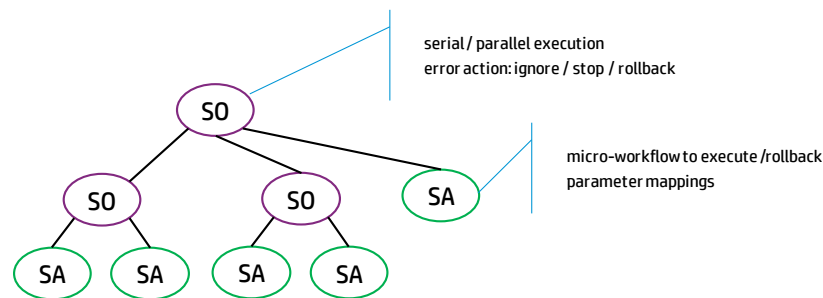 serial / parallel execution
error action: ignore / stop / rollback
SO
micro-workflow to execute /rollback
parameter mappings
SO
SO
SA
SA
SA
SA
SA